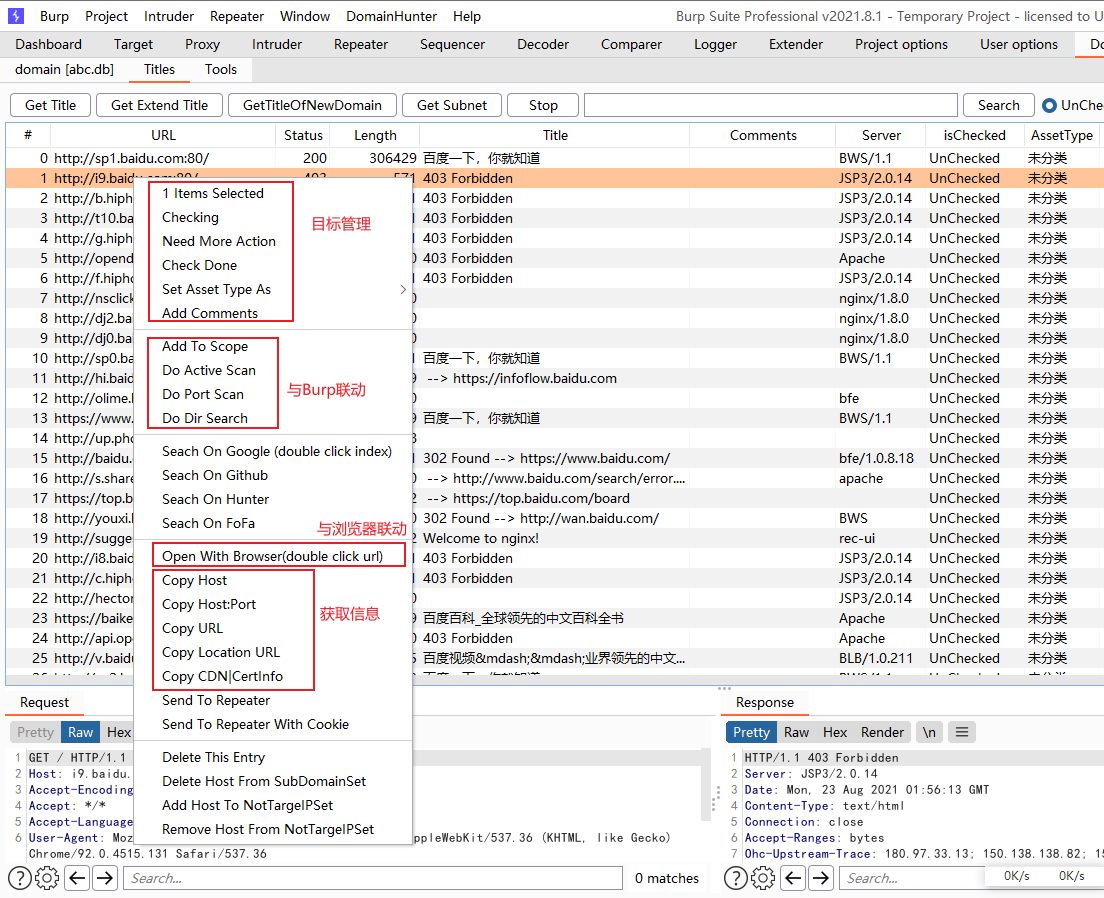 Burp Project Intruder Repeater Window DomainHunter Help Burp Suite Professional v2021.8.1 - Temporary Project - licensed to U
Dashboard Target Proxy Intruder Repeater Sequencer Decoder Comparer Logger Extender Project options User options Do
domain [abc.db] Titles Tools
Get Title Get Extend Title GetTitleOfNewDomain Get Subnet Stop Search UnChe
# URL Status Length Title Comments Server isChecked AssetType
0 http://sp1.baidu.com:80/ 200 306429 百度一下，你就知道 BWS/1.1 UnChecked 未分类
1 http://i9.baidu.com:80/ 403 571 403 Forbidden JSP3/2.0.14 UnChecked 未分类
2 http://b.hiph 403 Forbidden JSP3/2.0.14 UnChecked 未分类
3 http://t10.ba 403 Forbidden JSP3/2.0.14 UnChecked 未分类
4 http://g.hiph 403 Forbidden JSP3/2.0.14 UnChecked 未分类
5 http://opend 0 403 Forbidden Apache UnChecked 未分类
6 http://f.hipho 403 Forbidden JSP3/2.0.14 UnChecked 未分类
7 http://nsclick 0 nginx/1.8.0 UnChecked 未分类
8 http://dj2.bai 0 nginx/1.8.0 UnChecked 未分类
9 http://dj0.bai 0 nginx/1.8.0 UnChecked 未分类
10 http://sp0.ba 百度一下，你就知道 BWS/1.1 UnChecked 未分类
11 http://hi.baid 9 --> https://infoflow.baidu.com UnChecked 未分类
12 http://olime.b 0 bfe UnChecked 未分类
13 https://www. 9 百度一下，你就知道 BWS/1.1 UnChecked 未分类
14 http://up.pho 3 UnChecked 未分类
15 http://baidu. 302 Found --> https://www.baidu.com/ bfe/1.0.8.18 UnChecked 未分类
16 http://s.share 0 --> http://www.baidu.com/search/error.... apache UnChecked 未分类
17 https://top.b 2 --> https://top.baidu.com/board UnChecked 未分类
18 http://youxi.b 0 302 Found --> http://wan.baidu.com/ BWS UnChecked 未分类
19 http://sugge 2 Welcome to nginx! rec-ui UnChecked 未分类
20 http://i8.baid 403 Forbidden JSP3/2.0.14 UnChecked 未分类
21 http://c.hiph 403 Forbidden JSP3/2.0.14 UnChecked 未分类
22 http://hector 0 JSP3/2.0.14 UnChecked 未分类
23 https://baike 9 百度百科_全球领先的中文百科全书 Apache UnChecked 未分类
24 http://api.op 0 403 Forbidden Apache UnChecked 未分类
25 http://v.baidu 5 百度视频&mdash;&mdash;业界领先的中文... BLB/1.0.211 UnChecked 未分类
1 Items Selected
Checking
目标管理
Need More Action
Check Done
Set Asset Type As
Add Comments
Add To Scope
Do Active Scan
与Burp联动
Do Port Scan
Do Dir Search
Seach On Google (double click index)
Seach On Github
Seach On Hunter
Seach On FoFa
与浏览器联动
Open With Browser(double click url)
Copy Host
Copy Host:Port
获取信息
Copy URL
Copy Location URL
Copy CDN|CertInfo
Send To Repeater
Send To Repeater With Cookie
Delete This Entry
Delete Host From SubDomainSet
Add Host To NotTargeIPSet
Remove Host From NotTargeIPSet
Request
Pretty Raw Hex
1 GET / HTTP/1.1
2 Host: i9.baidu.
3 Accept-Encoding
4 Accept: */*
5 Accept-Language
6 User-Agent: Moz ppleWebKit/537.36 (KHTML, like Gecko)
Chrome/92.0.4515.131 Safari/537.36
Search... 0 matches
Response
Pretty Raw Hex Render \n
1 HTTP/1.1 403 Forbidden
2 Server: JSP3/2.0.14
3 Date: Mon, 23 Aug 2021 01:56:13 GMT
4 Content-Type: text/html
5 Connection: close
6 Accept-Ranges: bytes
7 Ohc-Upstream-Trace: 180.97.33.13; 150.138.138.82; 15
Search... 0K/s 0K/s